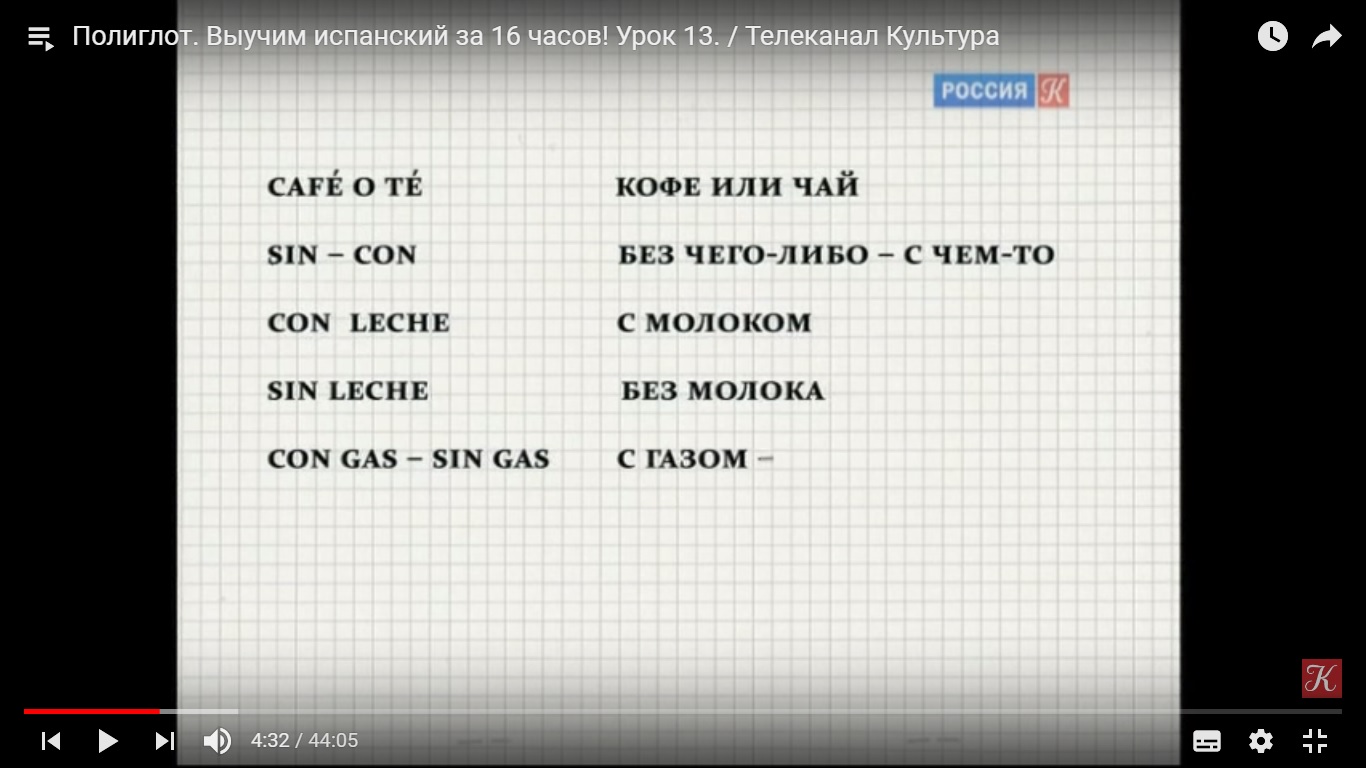 Полиглот. Выучим испанский за 16 часов! Урок 13. / Телеканал Культура
РОССИЯ К
CAFÉ O TÉ КОФЕ ИЛИ ЧАЙ
SIN – CON БЕЗ ЧЕГО-ЛИБО – С ЧЕМ-ТО
CON LECHE С МОЛОКОМ
SIN LECHE БЕЗ МОЛОКА
CON GAS – SIN GAS С ГАЗОМ –
К
4:32 / 44:05